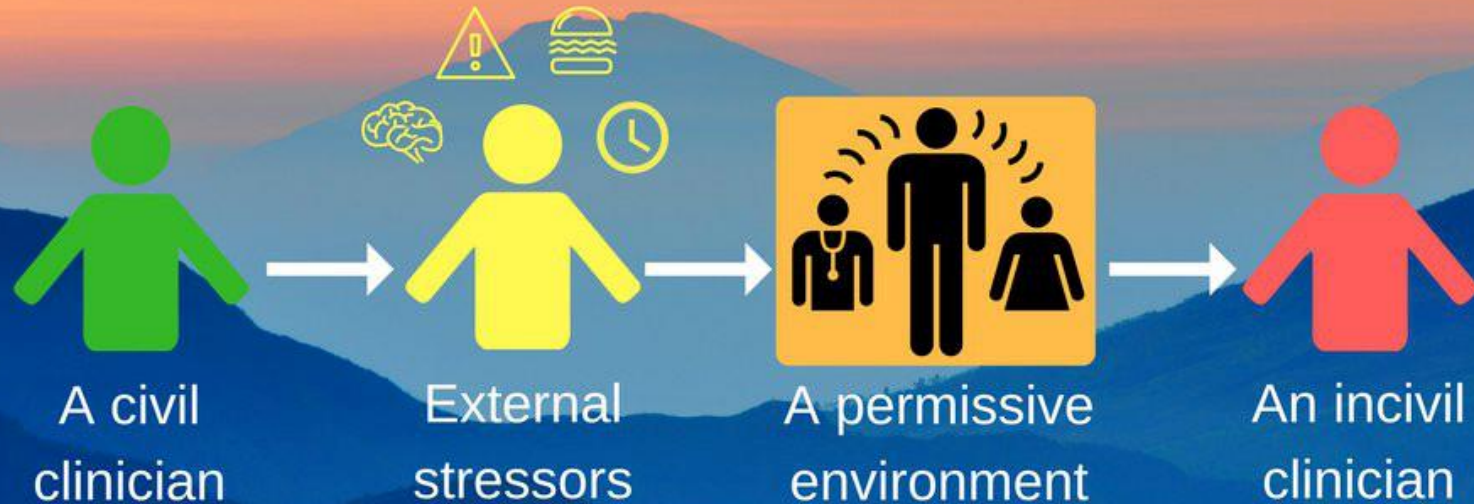 A civil
clinician
External
stressors
A permissive
environment
An incivil
clinician